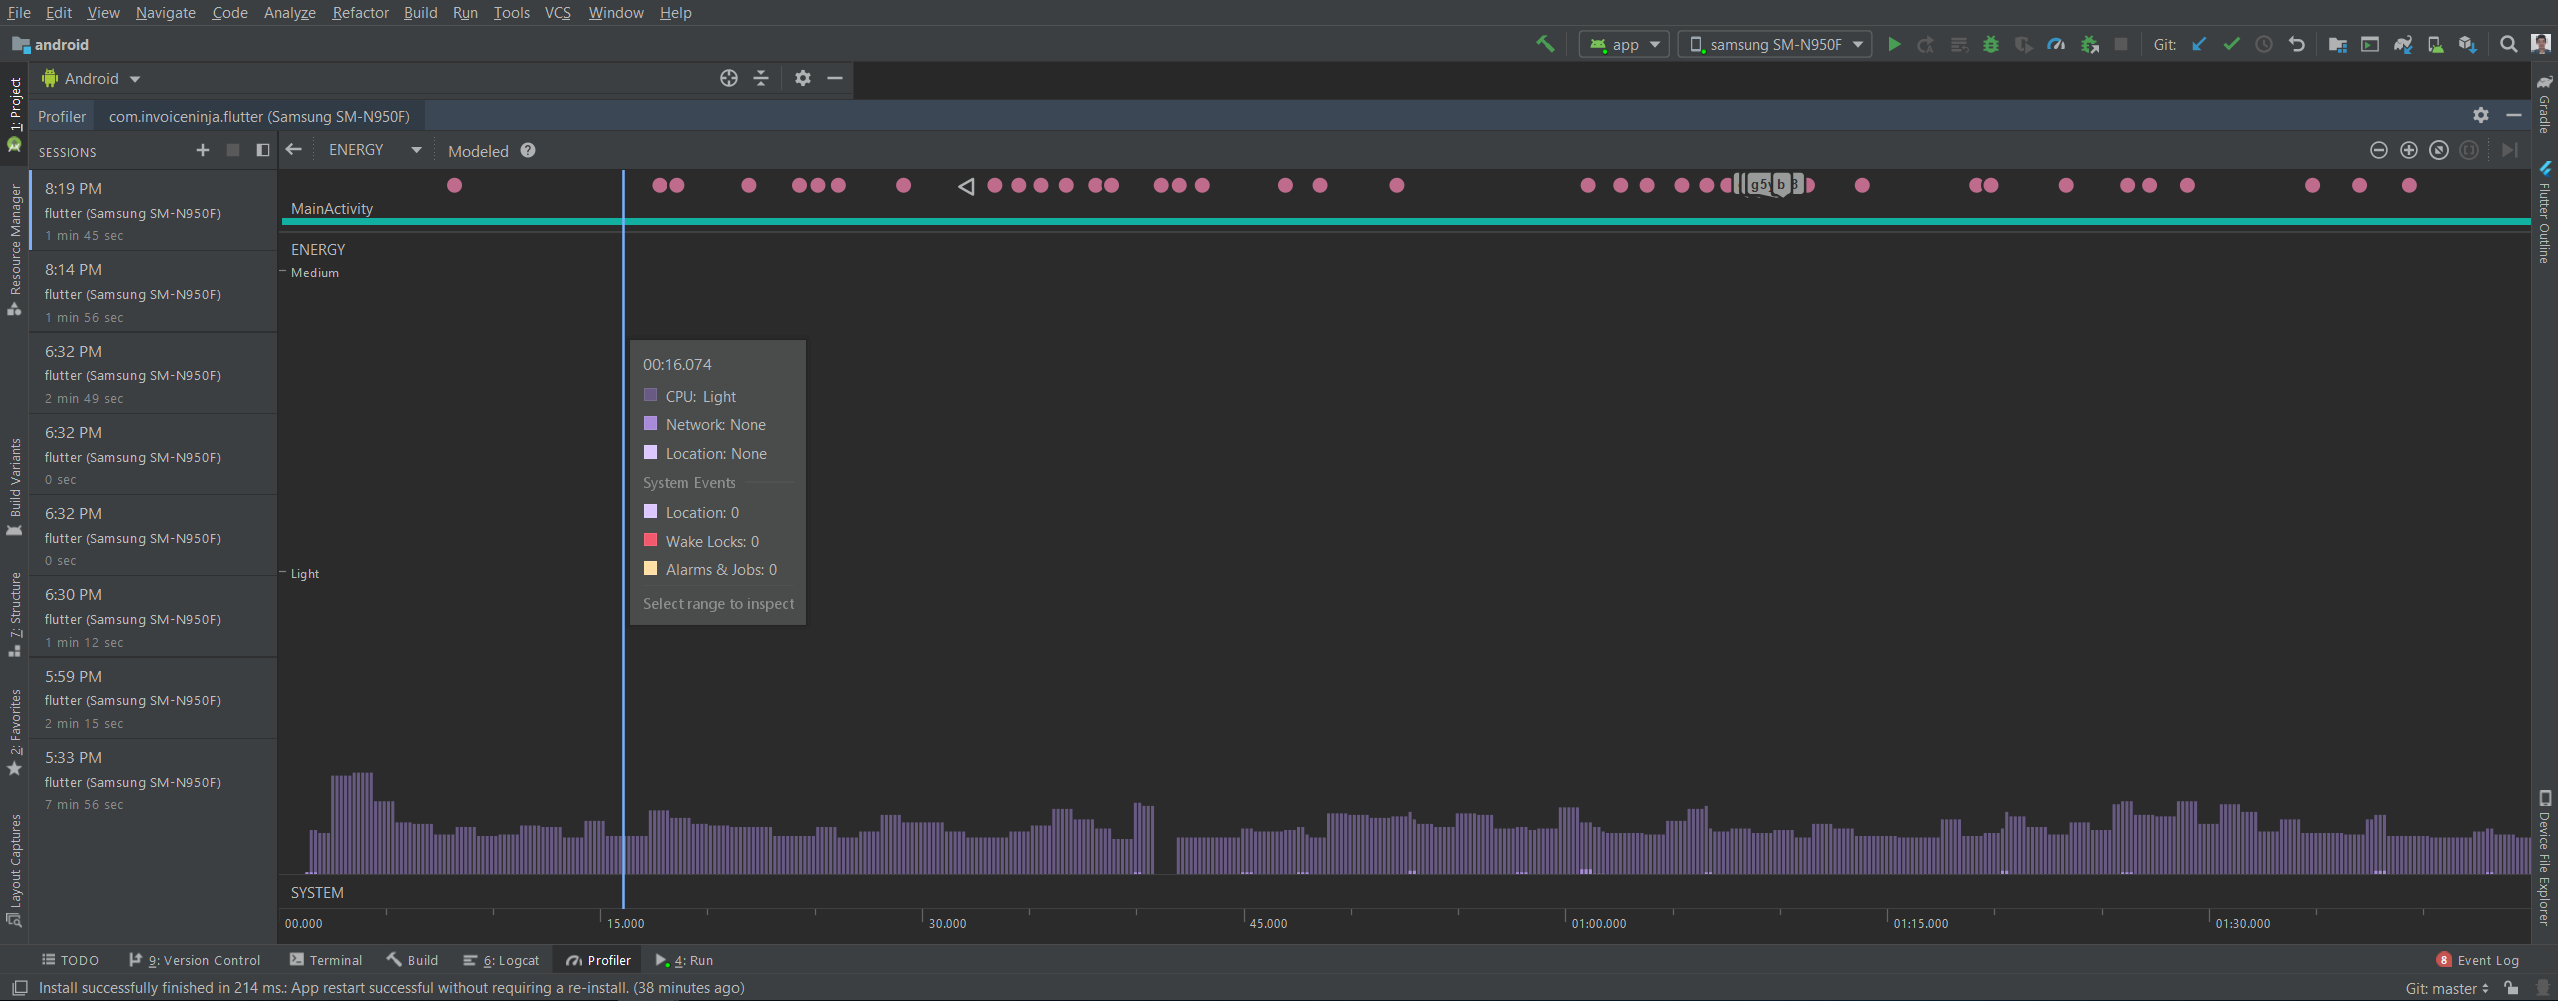 File Edit View Navigate Code Analyze Refactor Build Run Tools VCS Window Help
android
app
samsung SM-N950F
Git:
Android
Profiler
com.invoiceninja.flutter (Samsung SM-N950F)
SESSIONS
ENERGY
Modeled
8:19 PM
flutter (Samsung SM-N950F)
1 min 45 sec
8:14 PM
flutter (Samsung SM-N950F)
1 min 56 sec
6:32 PM
flutter (Samsung SM-N950F)
2 min 49 sec
6:32 PM
flutter (Samsung SM-N950F)
0 sec
6:32 PM
flutter (Samsung SM-N950F)
0 sec
6:30 PM
flutter (Samsung SM-N950F)
1 min 12 sec
5:59 PM
flutter (Samsung SM-N950F)
2 min 15 sec
5:33 PM
flutter (Samsung SM-N950F)
7 min 56 sec
MainActivity
ENERGY
Medium
Light
00:16.074
CPU: Light
Network: None
Location: None
System Events
Location: 0
Wake Locks: 0
Alarms & Jobs: 0
Select range to inspect
SYSTEM
00.000 15.000 30.000 45.000 01:00.000 01:15.000 01:30.000
1: Project
Resource Manager
Build Variants
7: Structure
2: Favorites
Layout Captures
Gradle
Flutter Outline
Device File Explorer
TODO 9: Version Control Terminal Build 6: Logcat Profiler 4: Run
8 Event Log
Install successfully finished in 214 ms.: App restart successful without requiring a re-install. (38 minutes ago)
Git: master